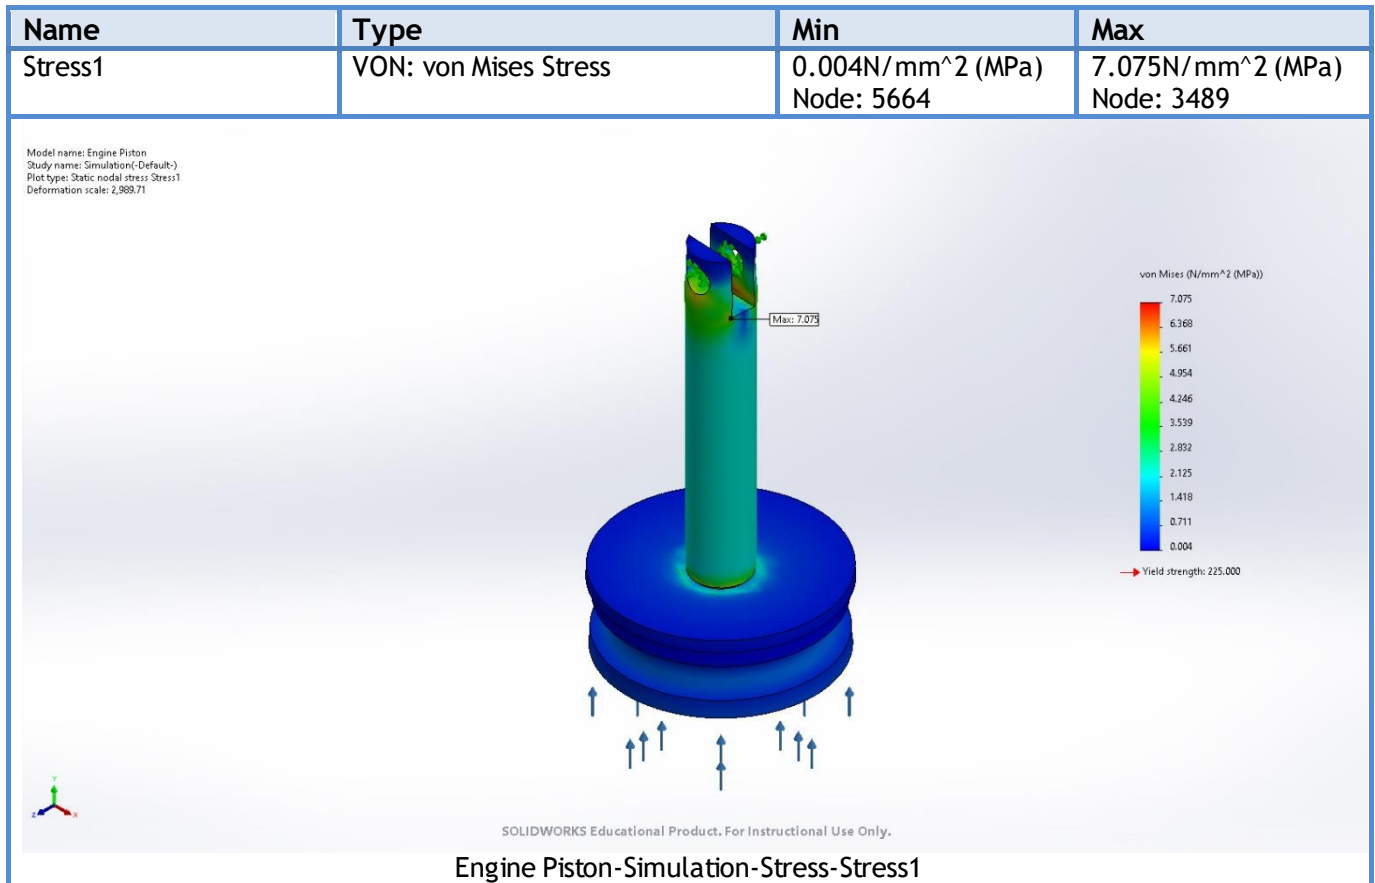 Name Type Min Max
Stress1 VON: von Mises Stress 0.004N/mm^2 (MPa) 7.075N/mm^2 (MPa)
Node: 5664 Node: 3489
Model name: Engine Piston
Study name: Simulation(-Default-)
Plot type: Static nodal stress Stress1
Deformation scale: 2,989.71
von Mises (N/mm^2 (MPa))
7.075
6.368
5.661
4.954
4.246
3.539
2.832
2.125
1.418
0.711
0.004
Yield strength: 225.000
Max: 7.075
Y
Z X
SOLIDWORKS Educational Product. For Instructional Use Only.
Engine Piston-Simulation-Stress-Stress1